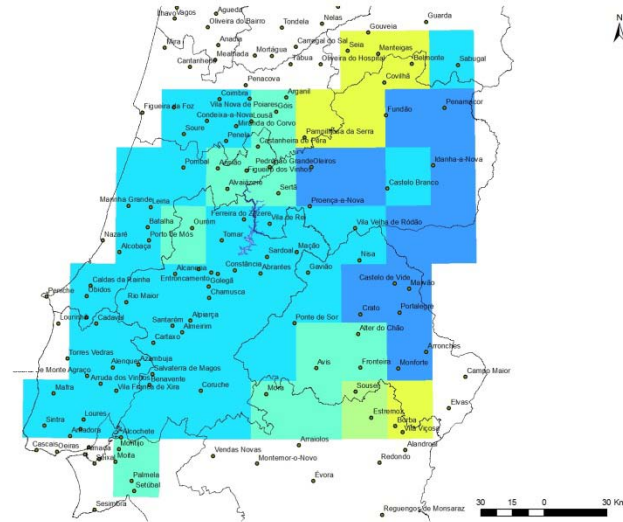 Ílhavo Vagos
Águeda
Oliveira do Bairro
Tondela
Nelas
Gouveia
Guarda
N
Mira
Anadia
Mealhada
Mortágua
Carregal do Sal
Seia
Manteigas
Cantanhede
Tábua
Oliveira do Hospital
Belmonte
Sabugal
Penacova
Covilhã
Coimbra
Arganil
Figueira da Foz
Vila Nova de Poiares
Góis
Fundão
Penamacor
Condeixa-a-Nova
Lousã
Miranda do Corvo
Soure
Penela
Castanheira de Pêra
Pampilhosa da Serra
Pombal
Ansião
Pedrógão Grande
Oleiros
Idanha-a-Nova
Figueiró dos Vinhos
Alvaiázere
Sertã
Castelo Branco
Marinha Grande
Leiria
Proença-a-Nova
Batalha
Ourém
Ferreira do Zêzere
Vila de Rei
Nazaré
Porto de Mós
Tomar
Vila Velha de Ródão
Alcobaça
Sardoal
Mação
Nisa
Alcanena
Constância
Entroncamento
Abrantes
Gavião
Caldas da Rainha
Golegã
Castelo de Vide
Peniche
Óbidos
Chamusca
Marvão
Rio Maior
Lourinhã
Cadaval
Santarém
Alpiarça
Ponte de Sor
Crato
Portalegre
Almeirim
Alter do Chão
Cartaxo
Arronches
Torres Vedras
Azambuja
Alenquer
Salvaterra de Magos
Avis
Fronteira
Monforte
de Monte Agraço
Campo Maior
Arruda dos Vinhos
Benavente
Mafra
Vila Franca de Xira
Coruche
Mora
Sousel
Elvas
Sintra
Loures
Estremoz
Borba
Amadora
Alcochete
Vila Viçosa
Cascais
Oeiras
Almada
Montijo
Arraiolos
Alandroal
Seixal
Moita
Vendas Novas
Montemor-o-Novo
Redondo
Palmela
Évora
Setúbal
Sesimbra
Reguengos de Monsaraz
30 15 0 30 Km